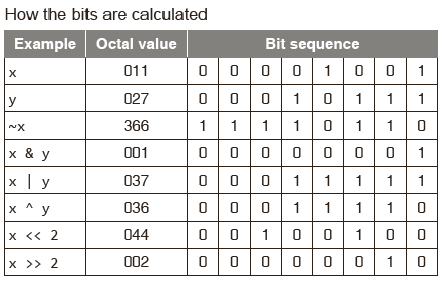 How the bits are calculated
Example Octal value Bit sequence
x 011 0 0 0 0 1 0 0 1
y 027 0 0 0 1 0 1 1 1
~x 366 1 1 1 1 0 1 1 0
x & y 001 0 0 0 0 0 0 0 1
x | y 037 0 0 0 1 1 1 1 1
x ^ y 036 0 0 0 1 1 1 1 0
x << 2 044 0 0 1 0 0 1 0 0
x >> 2 002 0 0 0 0 0 0 1 0